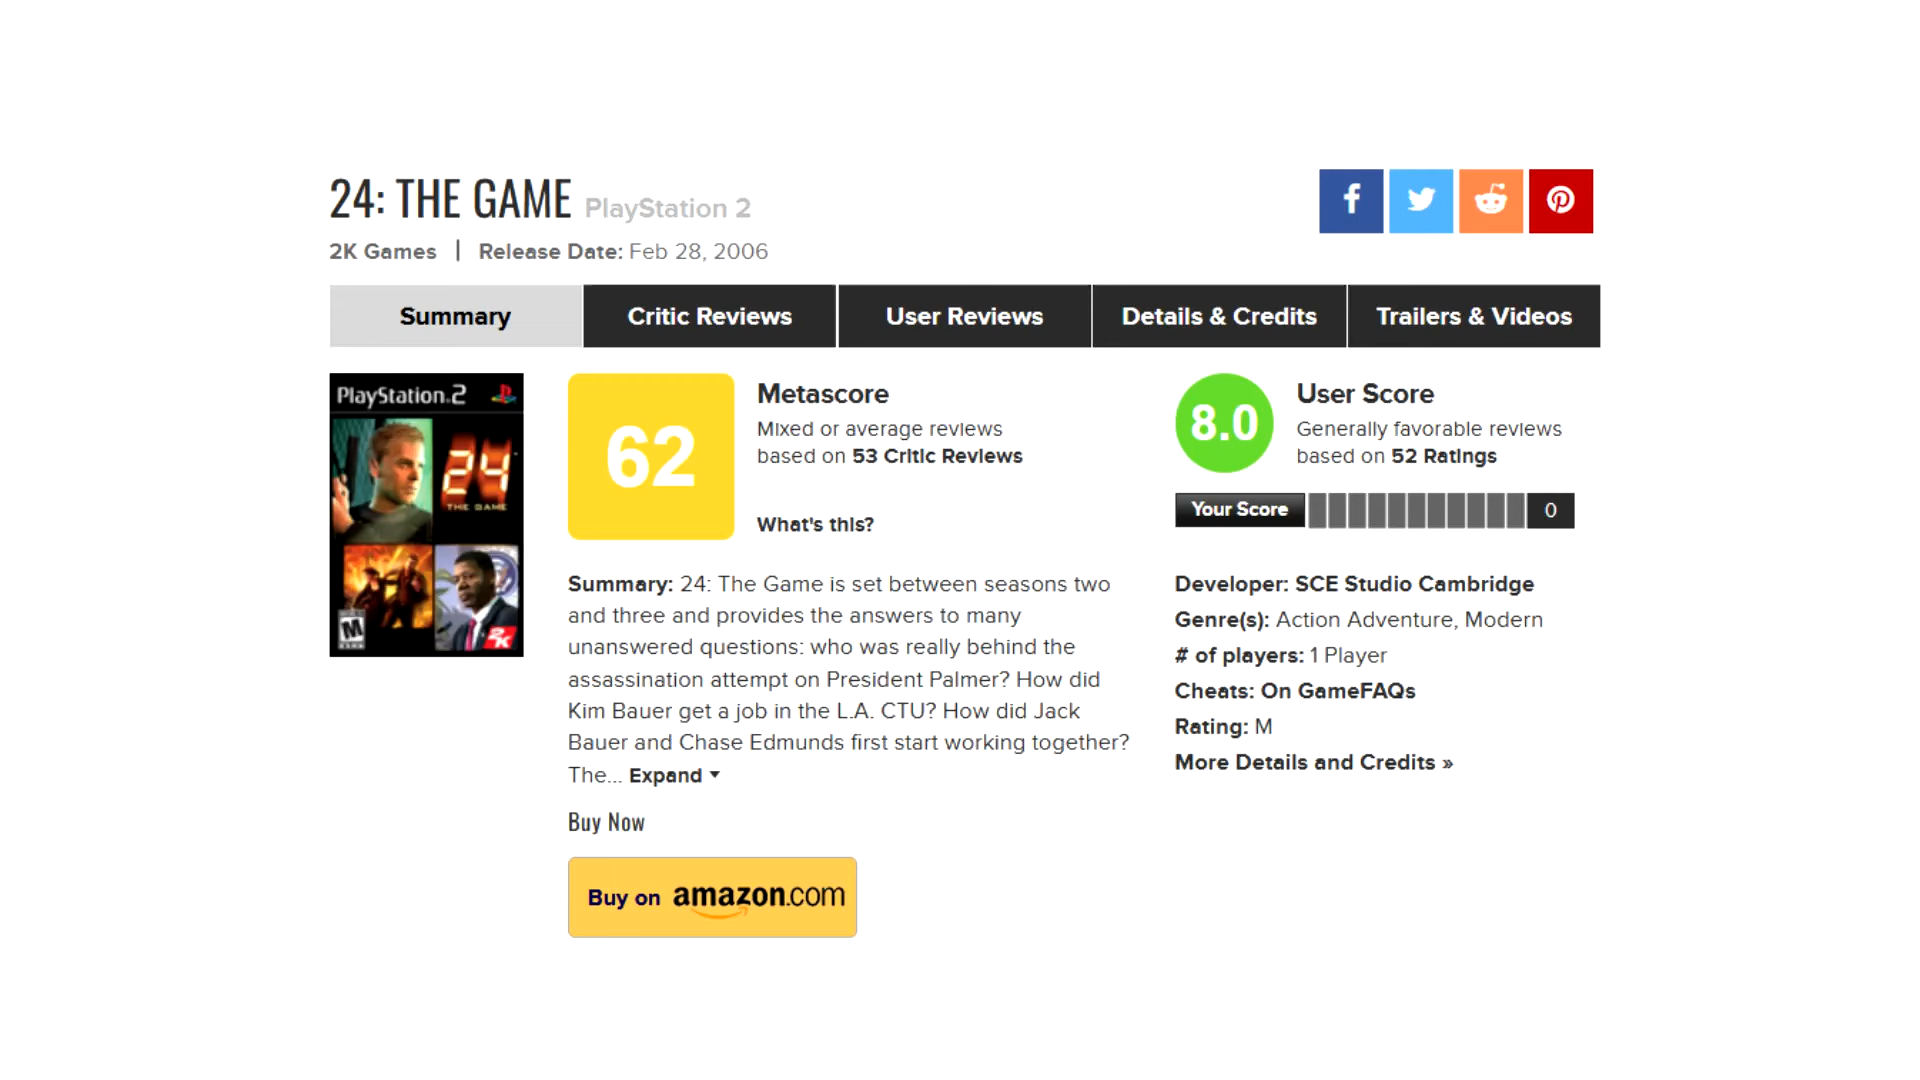 24: THE GAME PlayStation 2
2K Games | Release Date: Feb 28, 2006
Summary
Critic Reviews
User Reviews
Details & Credits
Trailers & Videos
PlayStation 2
24
THE GAME
M
2K
62
Metascore
Mixed or average reviews
based on 53 Critic Reviews
What's this?
8.0
User Score
Generally favorable reviews
based on 52 Ratings
Your Score
0
Summary: 24: The Game is set between seasons two
and three and provides the answers to many
unanswered questions: who was really behind the
assassination attempt on President Palmer? How did
Kim Bauer get a job in the L.A. CTU? How did Jack
Bauer and Chase Edmunds first start working together?
The... Expand
Buy Now
Buy on amazon.com
Developer: SCE Studio Cambridge
Genre(s): Action Adventure, Modern
# of players: 1 Player
Cheats: On GameFAQs
Rating: M
More Details and Credits »